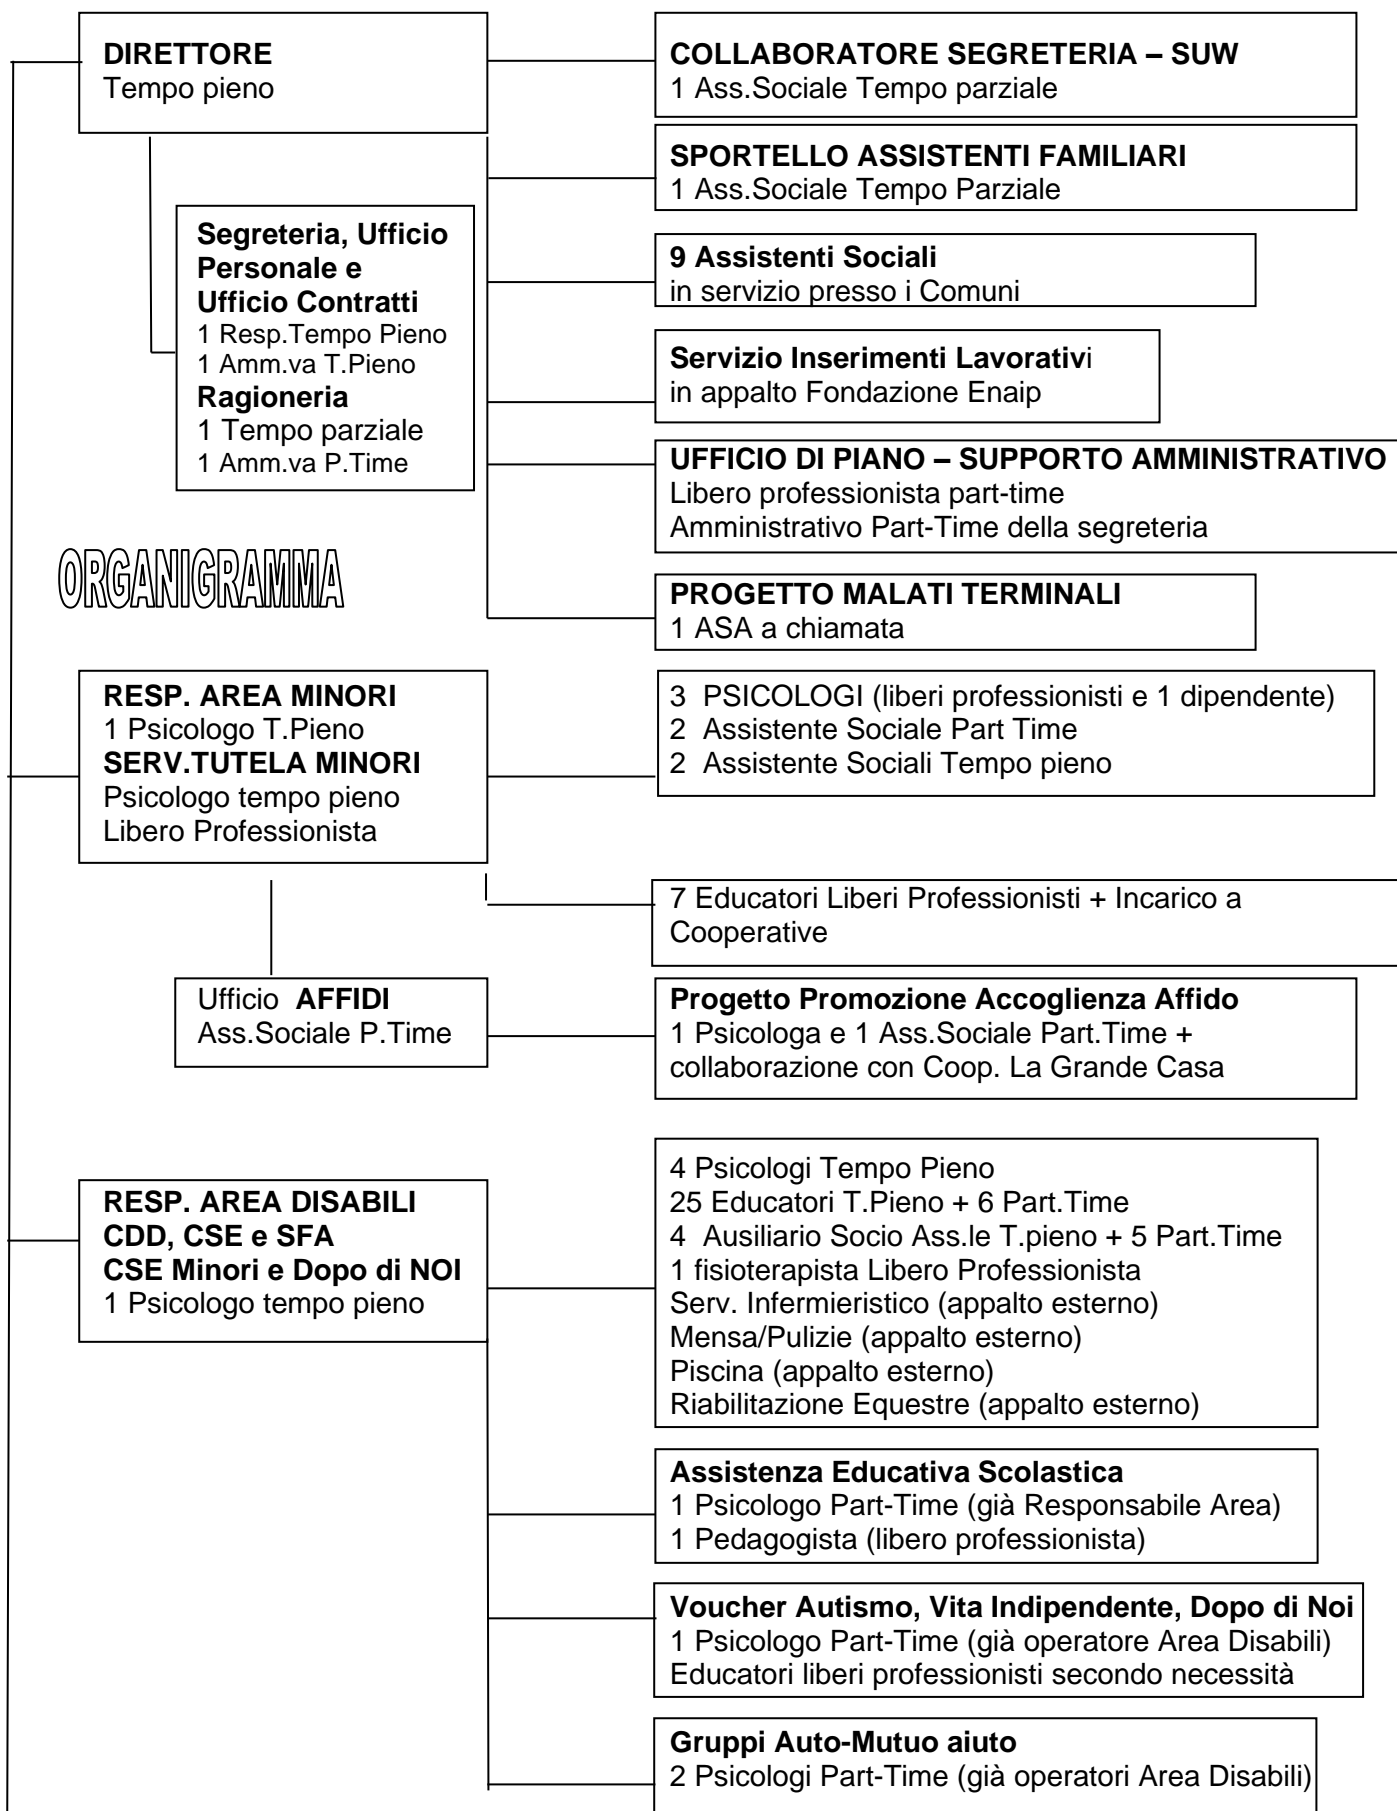 DIRETTORE
Tempo pieno
COLLABORATORE SEGRETERIA – SUW
1 Ass.Sociale Tempo parziale
SPORTELLO ASSISTENTI FAMILIARI
1 Ass.Sociale Tempo Parziale
Segreteria, Ufficio
Personale e
Ufficio Contratti
1 Resp.Tempo Pieno
1 Amm.va T.Pieno
Ragioneria
1 Tempo parziale
1 Amm.va P.Time
9 Assistenti Sociali
in servizio presso i Comuni
Servizio Inserimenti Lavorativi
in appalto Fondazione Enaip
UFFICIO DI PIANO – SUPPORTO AMMINISTRATIVO
Libero professionista part-time
Amministrativo Part-Time della segreteria
ORGANIGRAMMA
PROGETTO MALATI TERMINALI
1 ASA a chiamata
RESP. AREA MINORI
1 Psicologo T.Pieno
SERV.TUTELA MINORI
Psicologo tempo pieno
Libero Professionista
3 PSICOLOGI (liberi professionisti e 1 dipendente)
2 Assistente Sociale Part Time
2 Assistente Sociali Tempo pieno
7 Educatori Liberi Professionisti + Incarico a
Cooperative
Ufficio AFFIDI
Ass.Sociale P.Time
Progetto Promozione Accoglienza Affido
1 Psicologa e 1 Ass.Sociale Part.Time +
collaborazione con Coop. La Grande Casa
RESP. AREA DISABILI
CDD, CSE e SFA
CSE Minori e Dopo di NOI
1 Psicologo tempo pieno
4 Psicologi Tempo Pieno
25 Educatori T.Pieno + 6 Part.Time
4 Ausiliario Socio Ass.le T.pieno + 5 Part.Time
1 fisioterapista Libero Professionista
Serv. Infermieristico (appalto esterno)
Mensa/Pulizie (appalto esterno)
Piscina (appalto esterno)
Riabilitazione Equestre (appalto esterno)
Assistenza Educativa Scolastica
1 Psicologo Part-Time (già Responsabile Area)
1 Pedagogista (libero professionista)
Voucher Autismo, Vita Indipendente, Dopo di Noi
1 Psicologo Part-Time (già operatore Area Disabili)
Educatori liberi professionisti secondo necessità
Gruppi Auto-Mutuo aiuto
2 Psicologi Part-Time (già operatori Area Disabili)